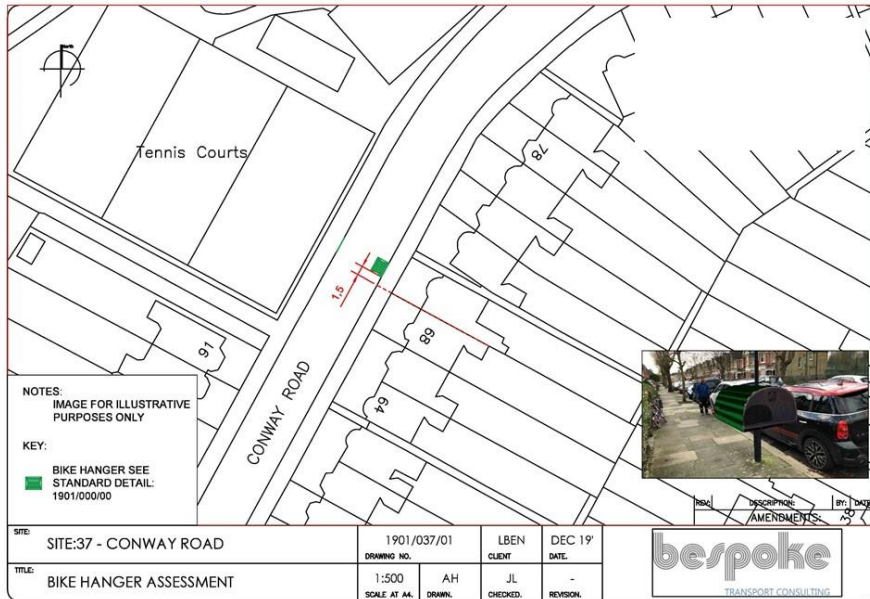 North
Tennis Courts
78
1.5
91
68
64
CONWAY ROAD
38
NOTES:
IMAGE FOR ILLUSTRATIVE
PURPOSES ONLY
KEY:
BIKE HANGER SEE
STANDARD DETAIL:
1901/000/00
REV: DESCRIPTION: BY: DATE
AMENDMENTS:
SITE: SITE:37 - CONWAY ROAD
1901/037/01 LBEN DEC 19'
DRAWING NO. CLIENT DATE.
TITLE: BIKE HANGER ASSESSMENT
1:500 AH JL -
SCALE AT A4. DRAWN. CHECKED. REVISION.
bespoke
TRANSPORT CONSULTING